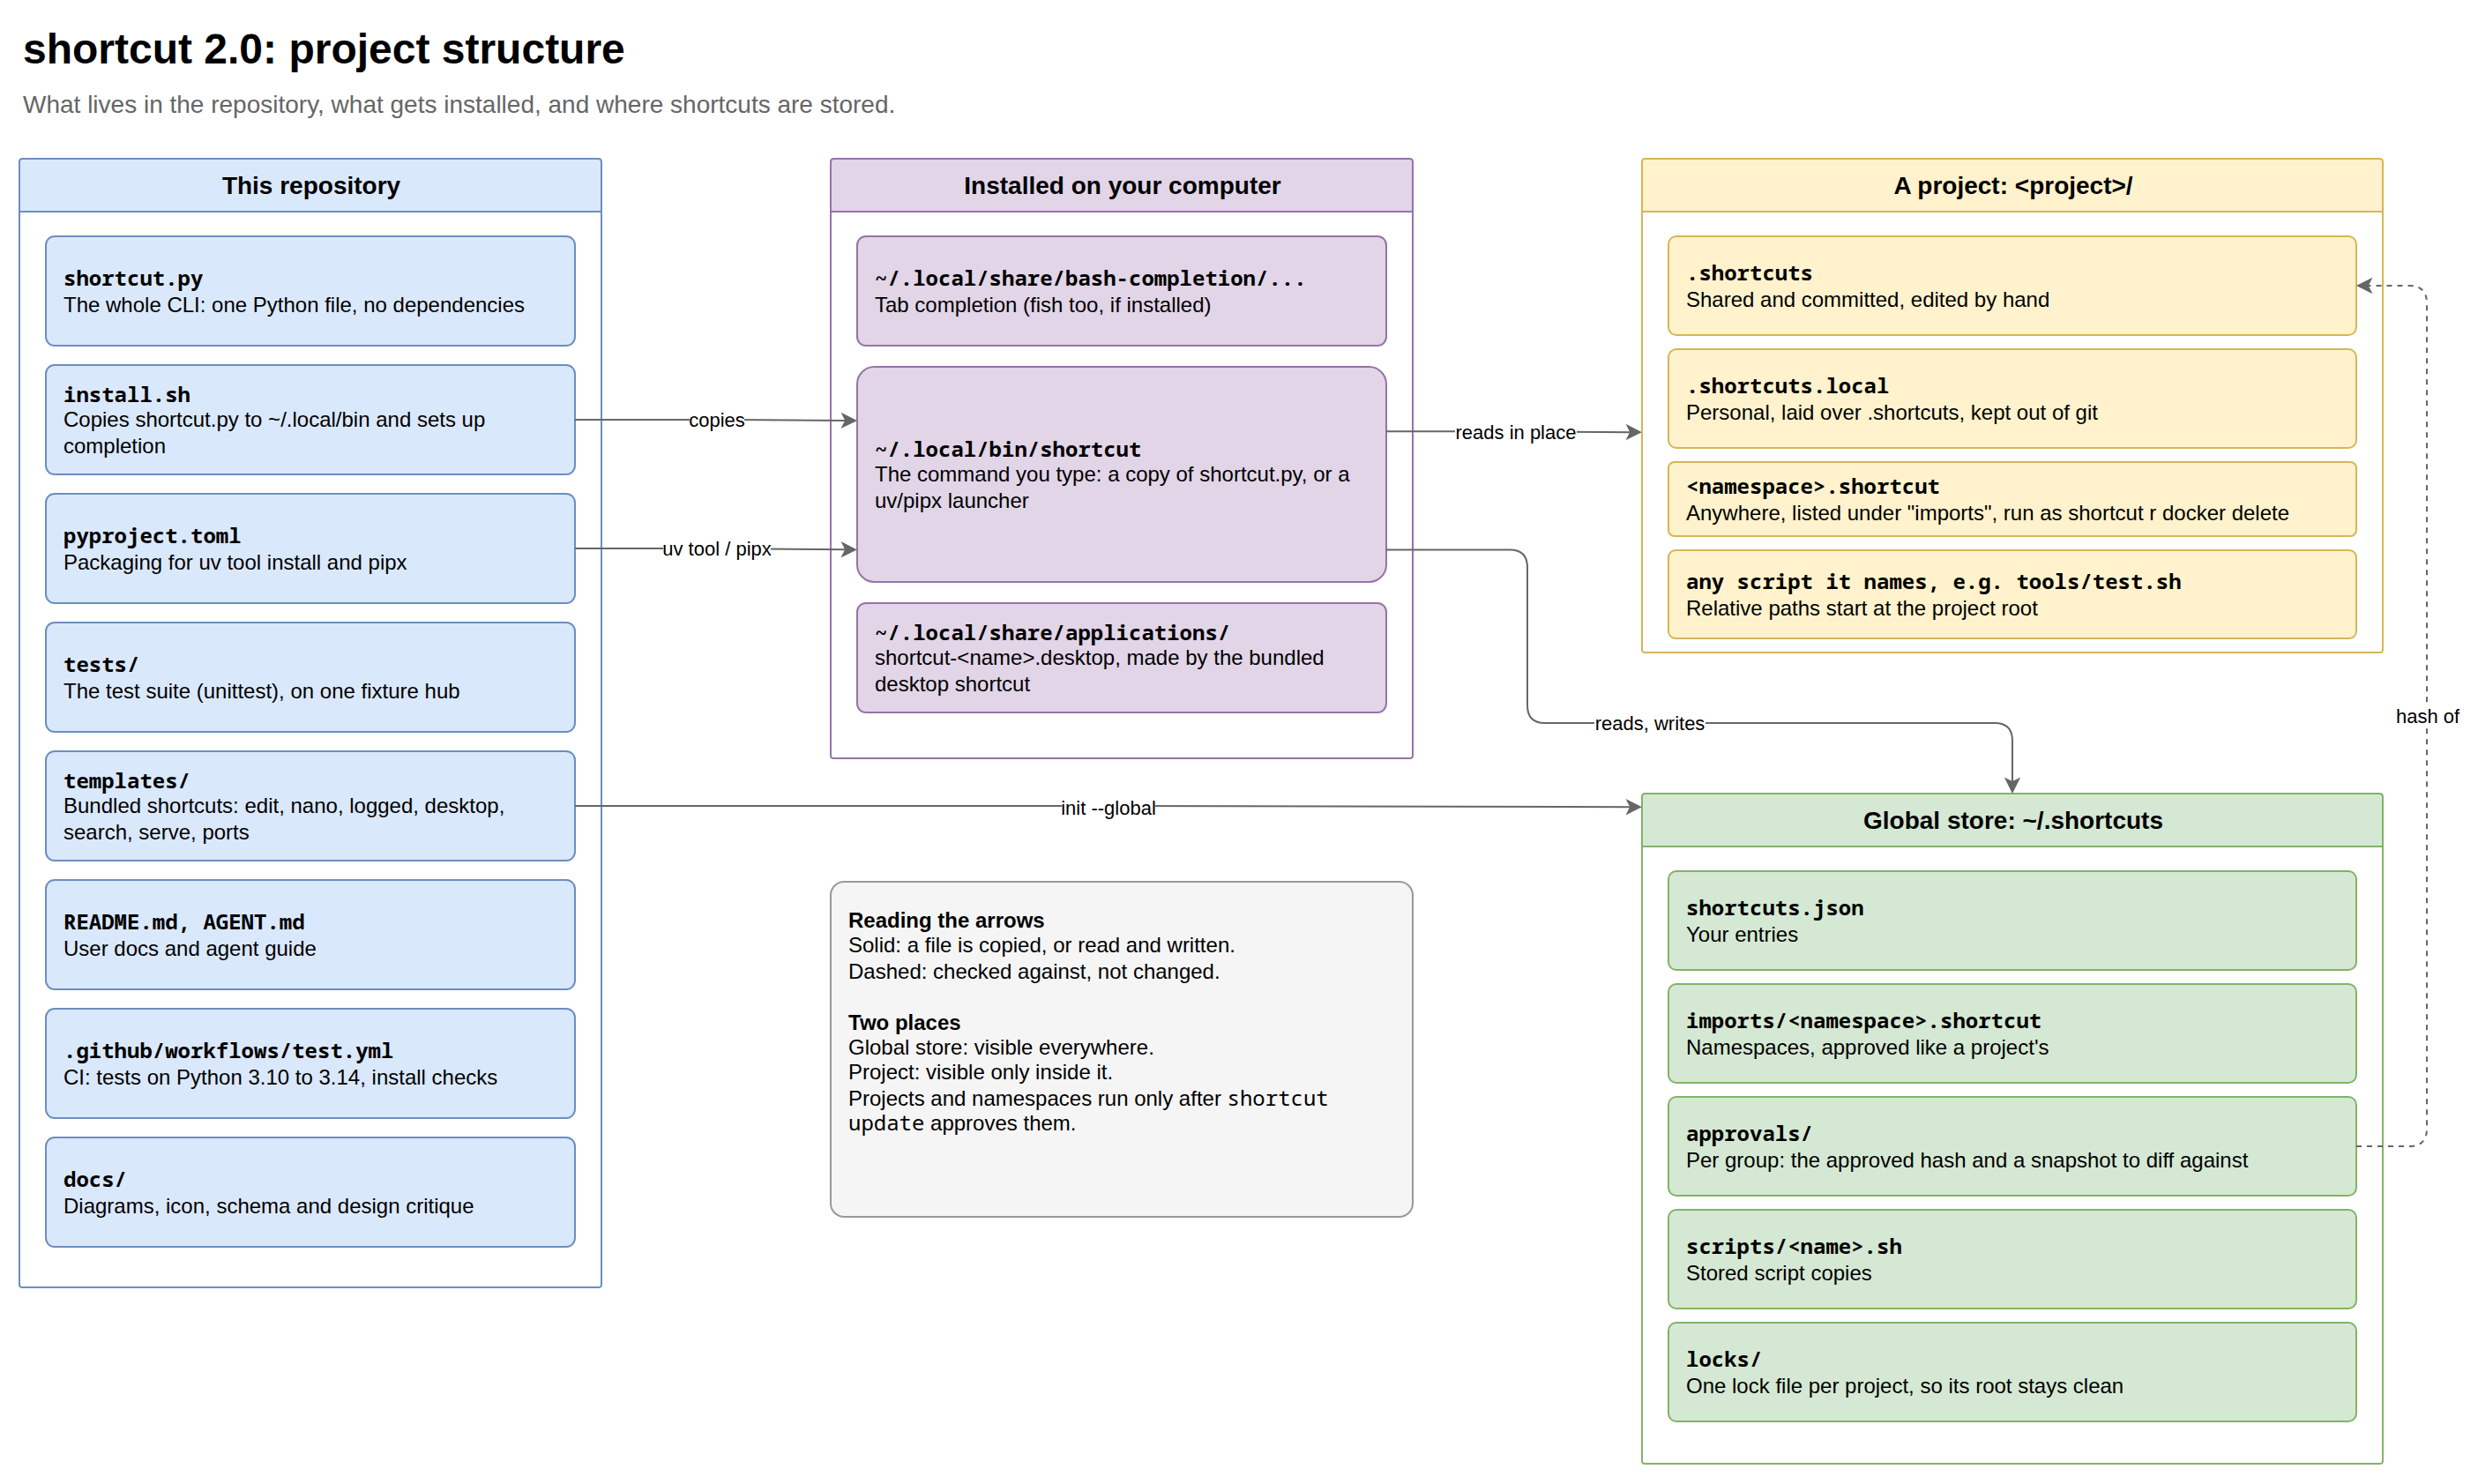 shortcut 2.0: project structure
What lives in the repository, what gets installed, and where shortcuts are stored.
This repository
shortcut.py
The whole CLI: one Python file, no dependencies
install.sh
Copies shortcut.py to ~/.local/bin and sets up
completion
pyproject.toml
Packaging for uv tool install and pipx
tests/
The test suite (unittest), on one fixture hub
templates/
Bundled shortcuts: edit, nano, logged, desktop,
search, serve, ports
README.md, AGENT.md
User docs and agent guide
.github/workflows/test.yml
CI: tests on Python 3.10 to 3.14, install checks
docs/
Diagrams, icon, schema and design critique
copies
uv tool / pipx
init --global
Installed on your computer
~/.local/share/bash-completion/...
Tab completion (fish too, if installed)
~/.local/bin/shortcut
The command you type: a copy of shortcut.py, or a
uv/pipx launcher
~/.local/share/applications/
shortcut-<name>.desktop, made by the bundled
desktop shortcut
Reading the arrows
Solid: a file is copied, or read and written.
Dashed: checked against, not changed.
Two places
Global store: visible everywhere.
Project: visible only inside it.
Projects and namespaces run only after shortcut
update approves them.
reads in place
reads, writes
A project: <project>/
.shortcuts
Shared and committed, edited by hand
.shortcuts.local
Personal, laid over .shortcuts, kept out of git
<namespace>.shortcut
Anywhere, listed under "imports", run as shortcut r docker delete
any script it names, e.g. tools/test.sh
Relative paths start at the project root
hash of
Global store: ~/.shortcuts
shortcuts.json
Your entries
imports/<namespace>.shortcut
Namespaces, approved like a project's
approvals/
Per group: the approved hash and a snapshot to diff against
scripts/<name>.sh
Stored script copies
locks/
One lock file per project, so its root stays clean